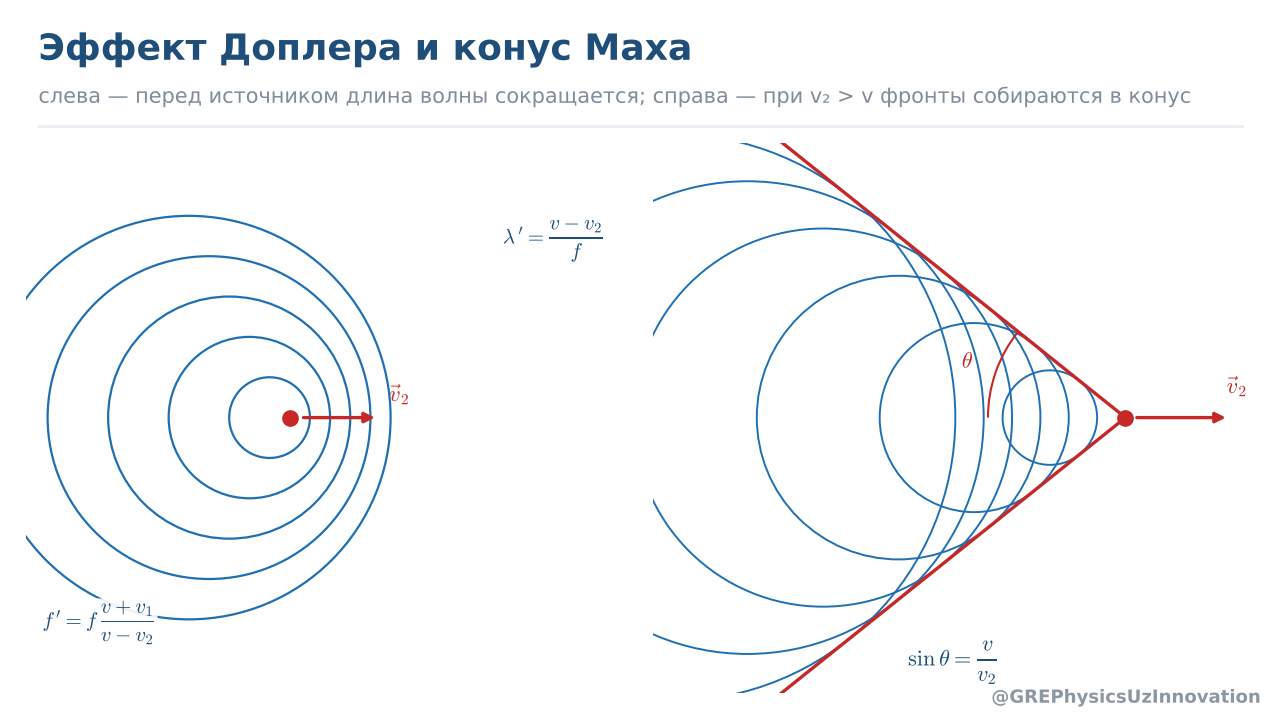 Эффект Доплера и конус Маха
слева — перед источником длина волны сокращается; справа — при v₂ > v фронты собираются в конус
λ′ = (v − v₂)/f
θ
v⃗₂
v⃗₂
f′ = f (v + v₁)/(v − v₂)
sin θ = v/v₂
@GREPhysicsUzInnovation